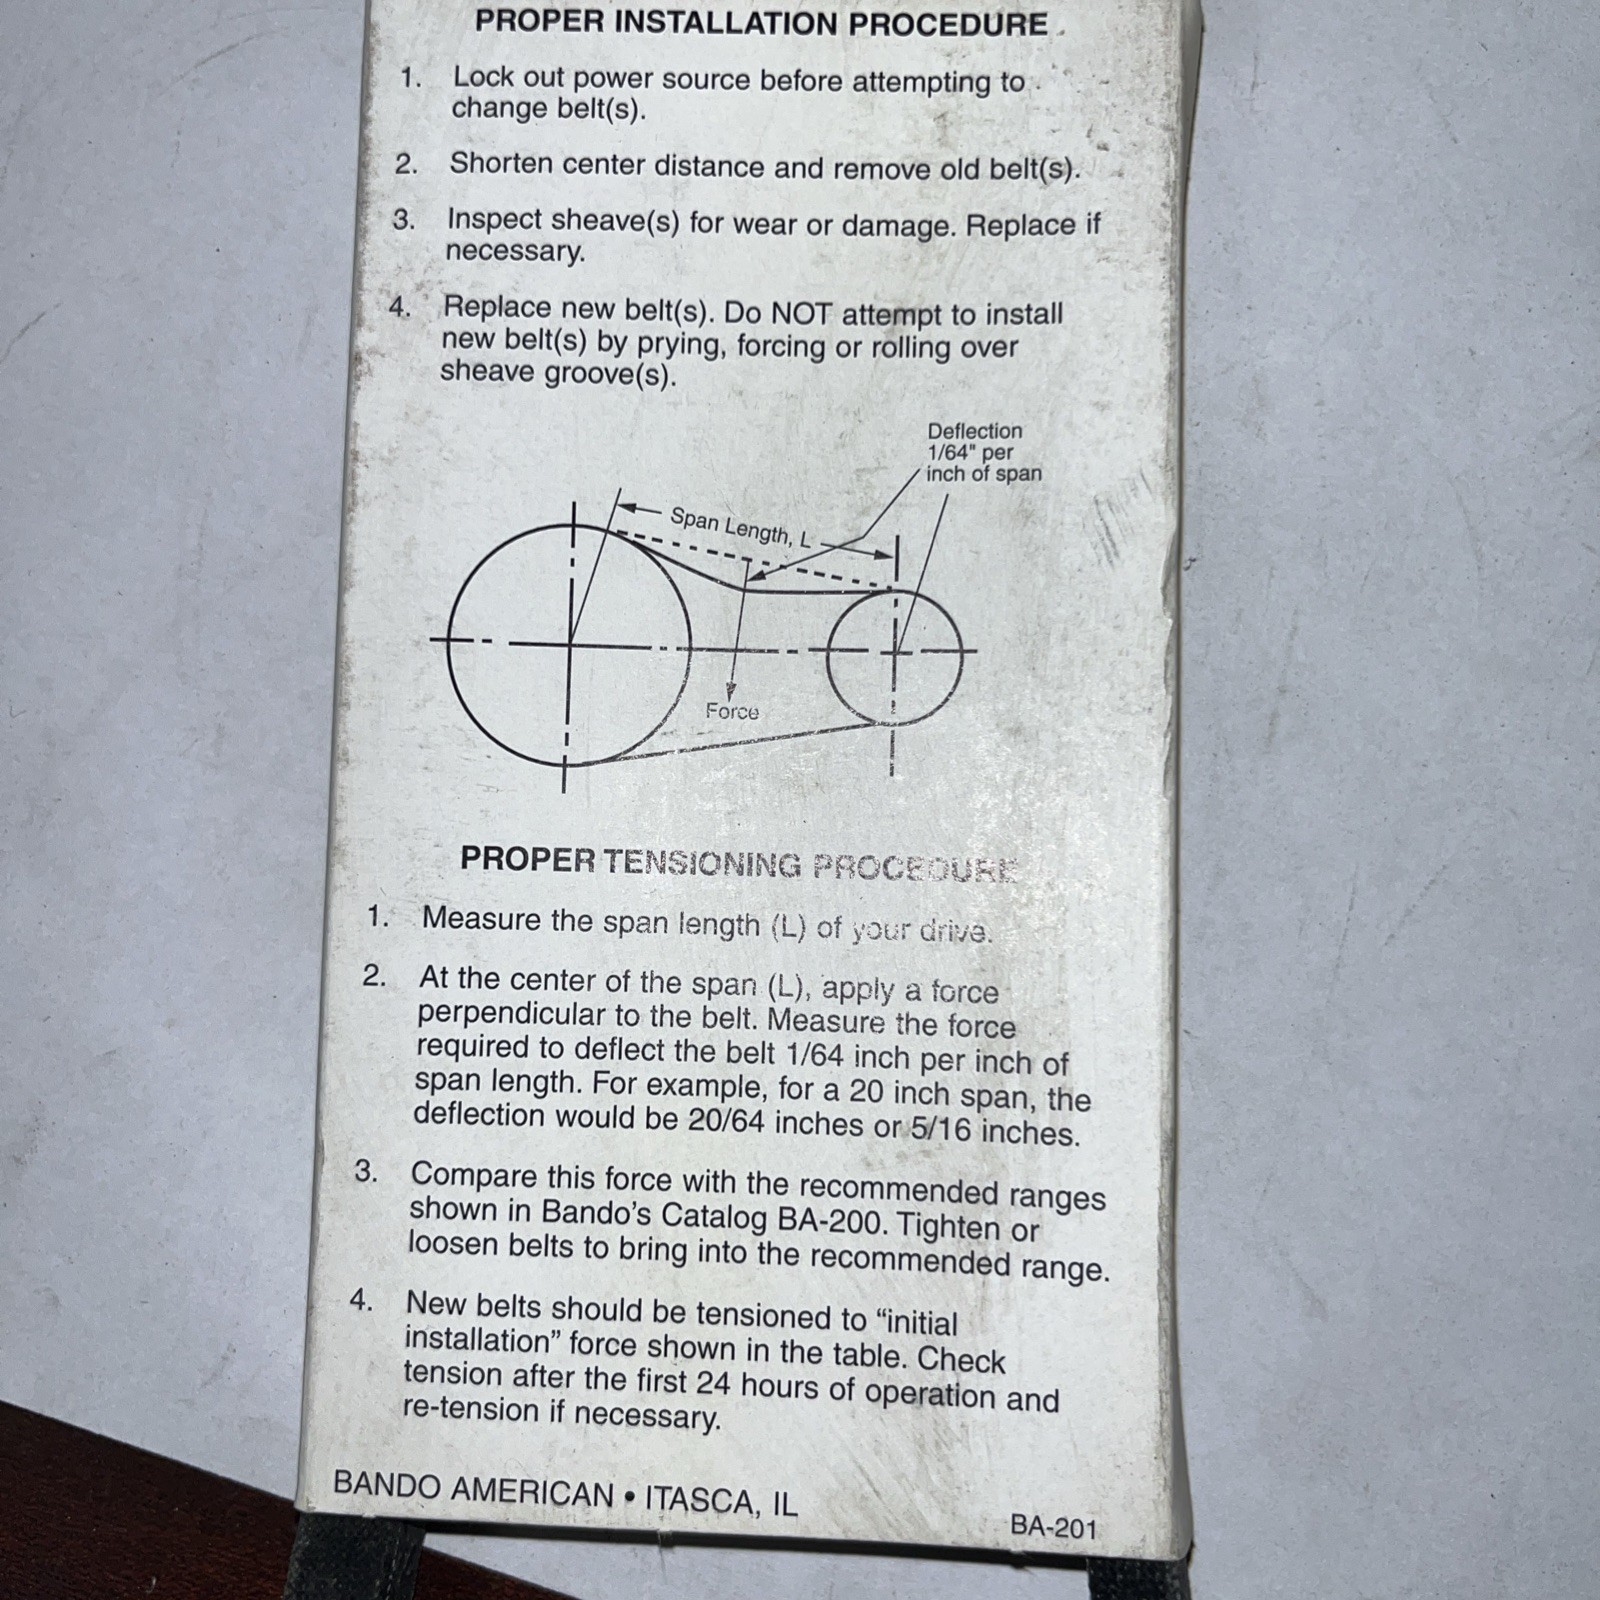 PROPER INSTALLATION PROCEDURE
1. Lock out power source before attempting to
change belt(s).
2. Shorten center distance and remove old belt(s).
3. Inspect sheave(s) for wear or damage. Replace if
necessary.
4. Replace new belt(s). Do NOT attempt to install
new belt(s) by prying, forcing or rolling over
sheave groove(s).
Deflection
1/64" per
inch of span
Span Length, L
Force
PROPER TENSIONING PROCEDURE
1. Measure the span length (L) of your drive.
2. At the center of the span (L), apply a force
perpendicular to the belt. Measure the force
required to deflect the belt 1/64 inch per inch of
span length. For example, for a 20 inch span, the
deflection would be 20/64 inches or 5/16 inches.
3. Compare this force with the recommended ranges
shown in Bando's Catalog BA-200. Tighten or
loosen belts to bring into the recommended range.
4. New belts should be tensioned to “initial
installation” force shown in the table. Check
tension after the first 24 hours of operation and
re-tension if necessary.
BANDO AMERICAN • ITASCA, IL
BA-201